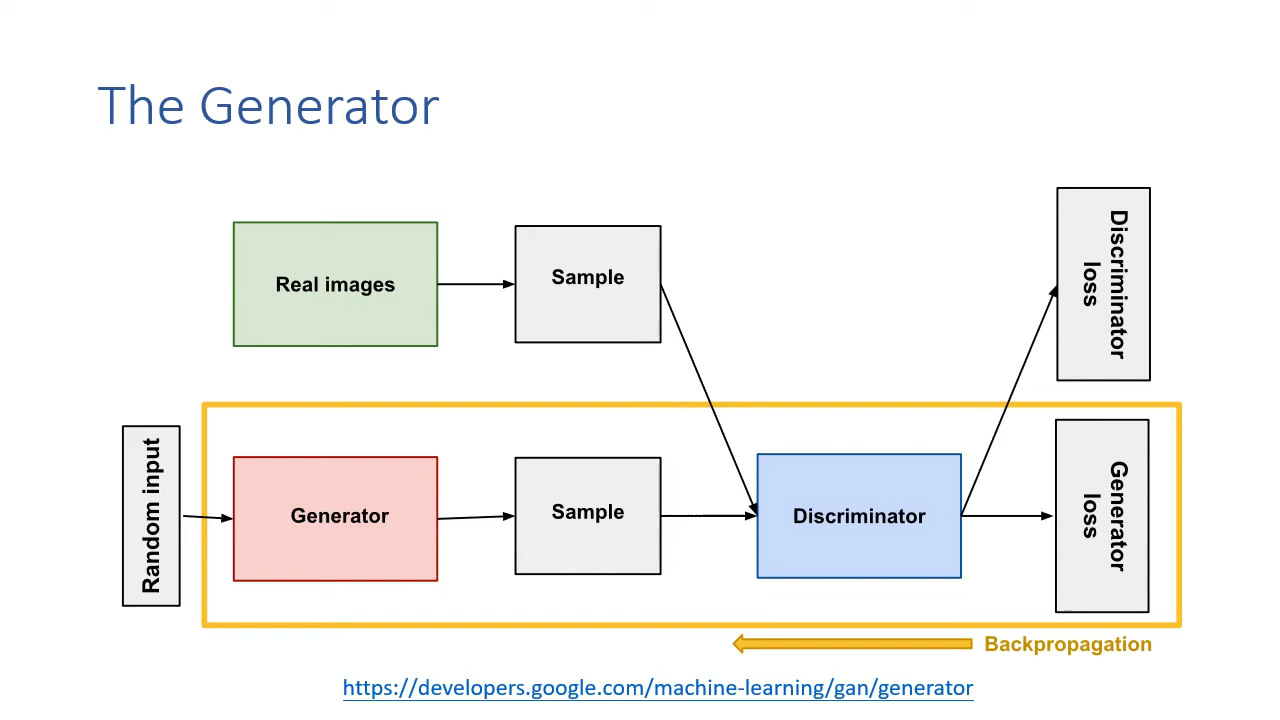 The Generator
Real images
Sample
Discriminator
loss
Random input
Generator
Sample
Discriminator
Generator
loss
Backpropagation
https://developers.google.com/machine-learning/gan/generator